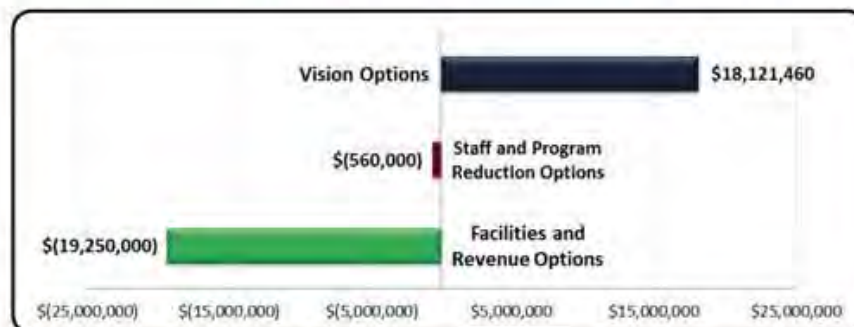 Vision Options
$18,121,460
$(560,000)
Staff and Program
Reduction Options
$(19,250,000)
Facilities and
Revenue Options
$(25,000,000) $(15,000,000) $(5,000,000) $5,000,000 $15,000,000 $25,000,000